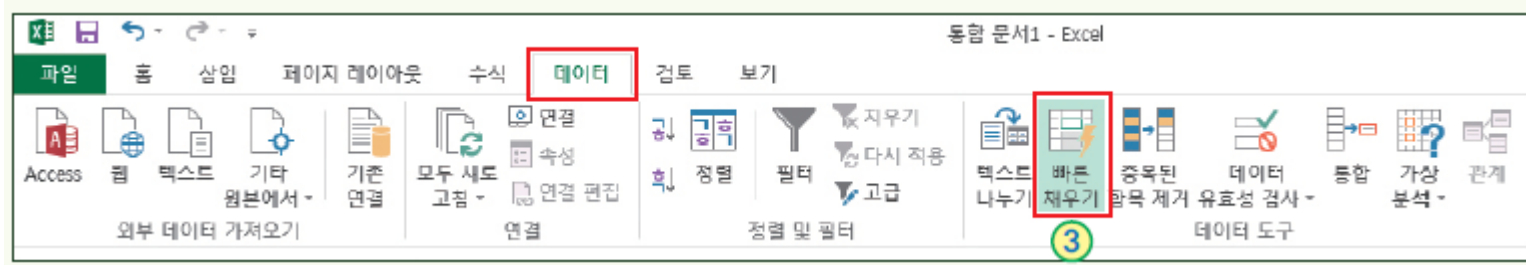 통합 문서1 - Excel
파일 홈 삽입 페이지 레이아웃 수식 데이터 검토 보기
Access 웹 텍스트 기타 원본에서 기존 연결 모두 새로 고침 연결 속성 연결 편집 정렬 필터 지우기 다시 적용 고급 텍스트 나누기 빠른 채우기 중복된 항목 제거 데이터 유효성 검사 통합 가상 분석 관계
외부 데이터 가져오기 연결 정렬 및 필터 데이터 도구
3